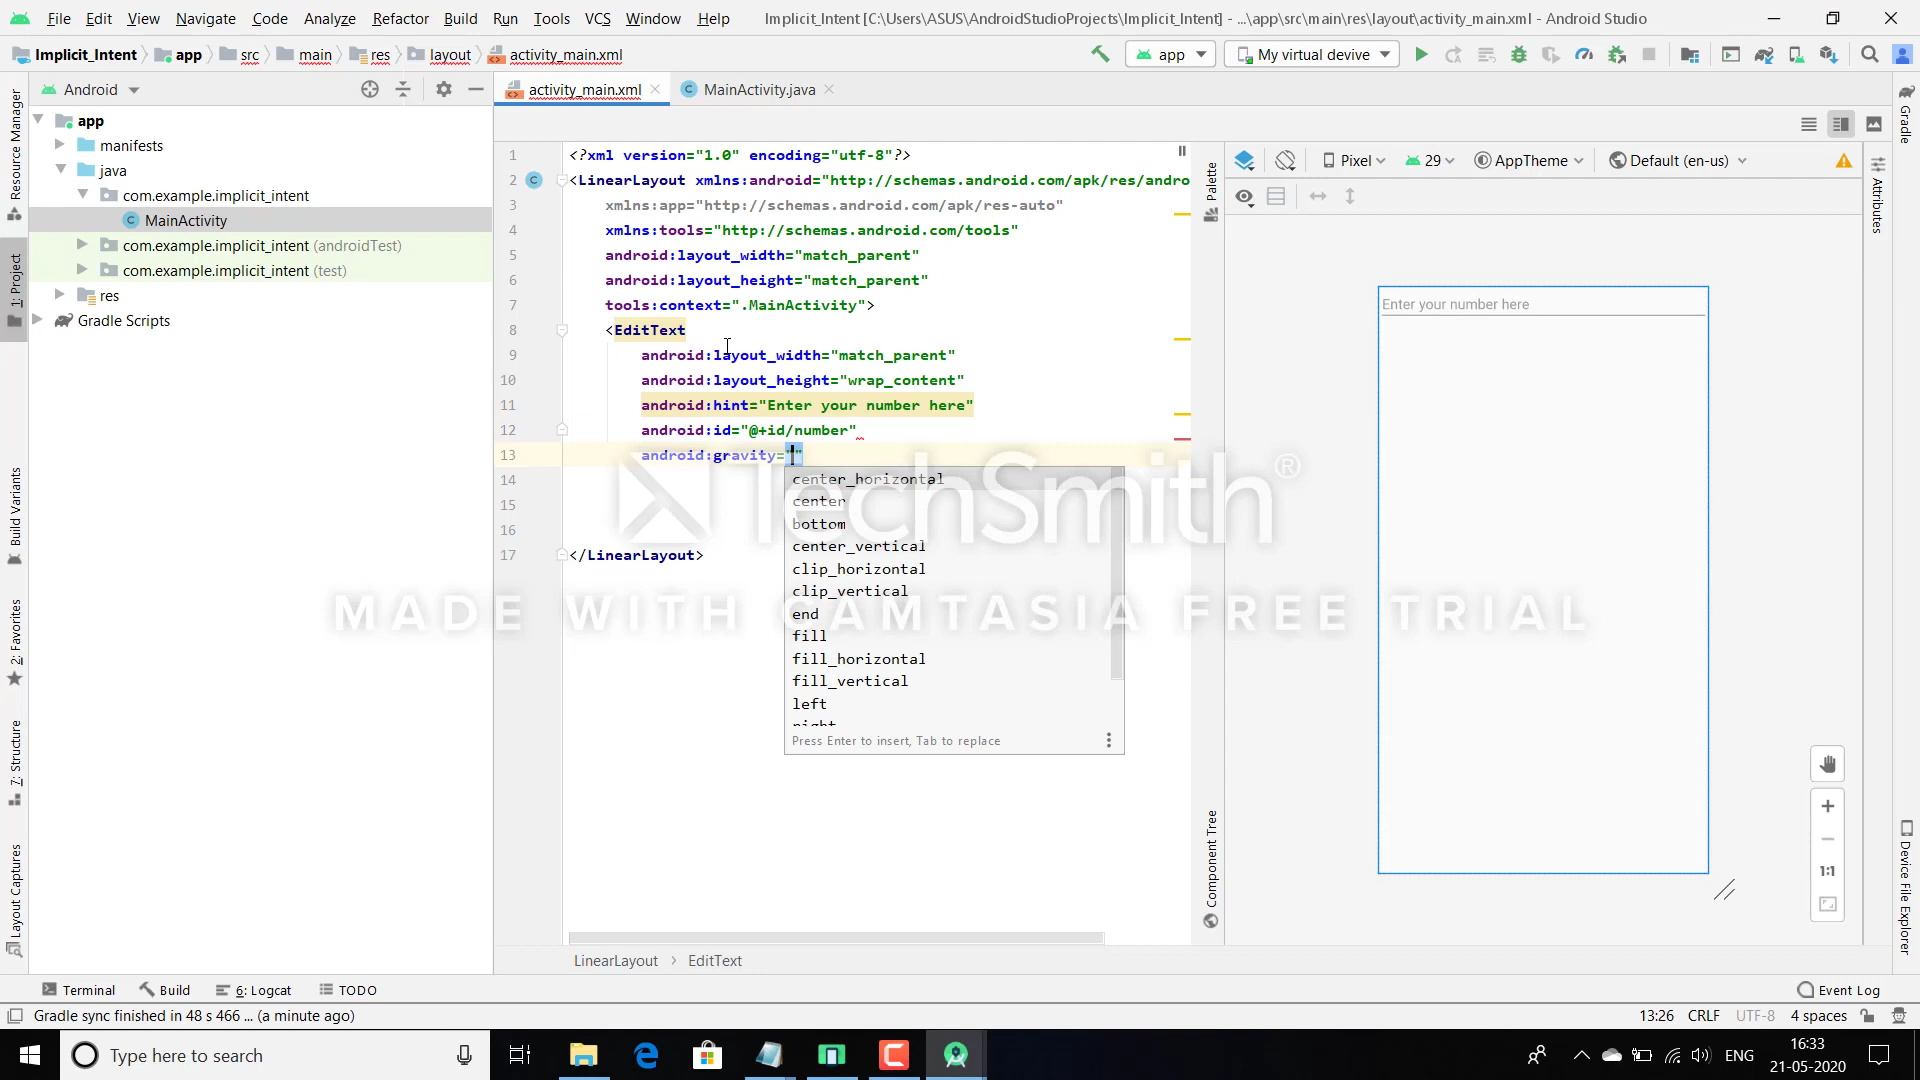 File Edit View Navigate Code Analyze Refactor Build Run Tools VCS Window Help Implicit_Intent [C:\Users\ASUS\AndroidStudioProjects\Implicit_Intent] - ...\app\src\main\res\layout\activity_main.xml - Android Studio
Implicit_Intent app src main res layout activity_main.xml app My virtual devive
Android activity_main.xml MainActivity.java
Resource Manager
1: Project
Build Variants
2: Favorites
7: Structure
Layout Captures
app
manifests
java
com.example.implicit_intent
MainActivity
com.example.implicit_intent (androidTest)
com.example.implicit_intent (test)
res
Gradle Scripts
1 <?xml version="1.0" encoding="utf-8"?>
2 <LinearLayout xmlns:android="http://schemas.android.com/apk/res/andro
3 xmlns:app="http://schemas.android.com/apk/res-auto"
4 xmlns:tools="http://schemas.android.com/tools"
5 android:layout_width="match_parent"
6 android:layout_height="match_parent"
7 tools:context=".MainActivity">
8 <EditText
9 android:layout_width="match_parent"
10 android:layout_height="wrap_content"
11 android:hint="Enter your number here"
12 android:id="@+id/number"
13 android:gravity=""
14
15
16
17 </LinearLayout>
center_horizontal
center
bottom
center_vertical
clip_horizontal
clip_vertical
end
fill
fill_horizontal
fill_vertical
left
right
Press Enter to insert, Tab to replace
TechSmith®
MADE WITH CAMTASIA FREE TRIAL
Palette
Component Tree
Pixel 29 AppTheme Default (en-us)
Enter your number here
1:1
Gradle
Attributes
Device File Explorer
LinearLayout > EditText
Terminal Build 6: Logcat TODO Event Log
Gradle sync finished in 48 s 466 ... (a minute ago) 13:26 CRLF UTF-8 4 spaces
Type here to search ENG 16:33
21-05-2020